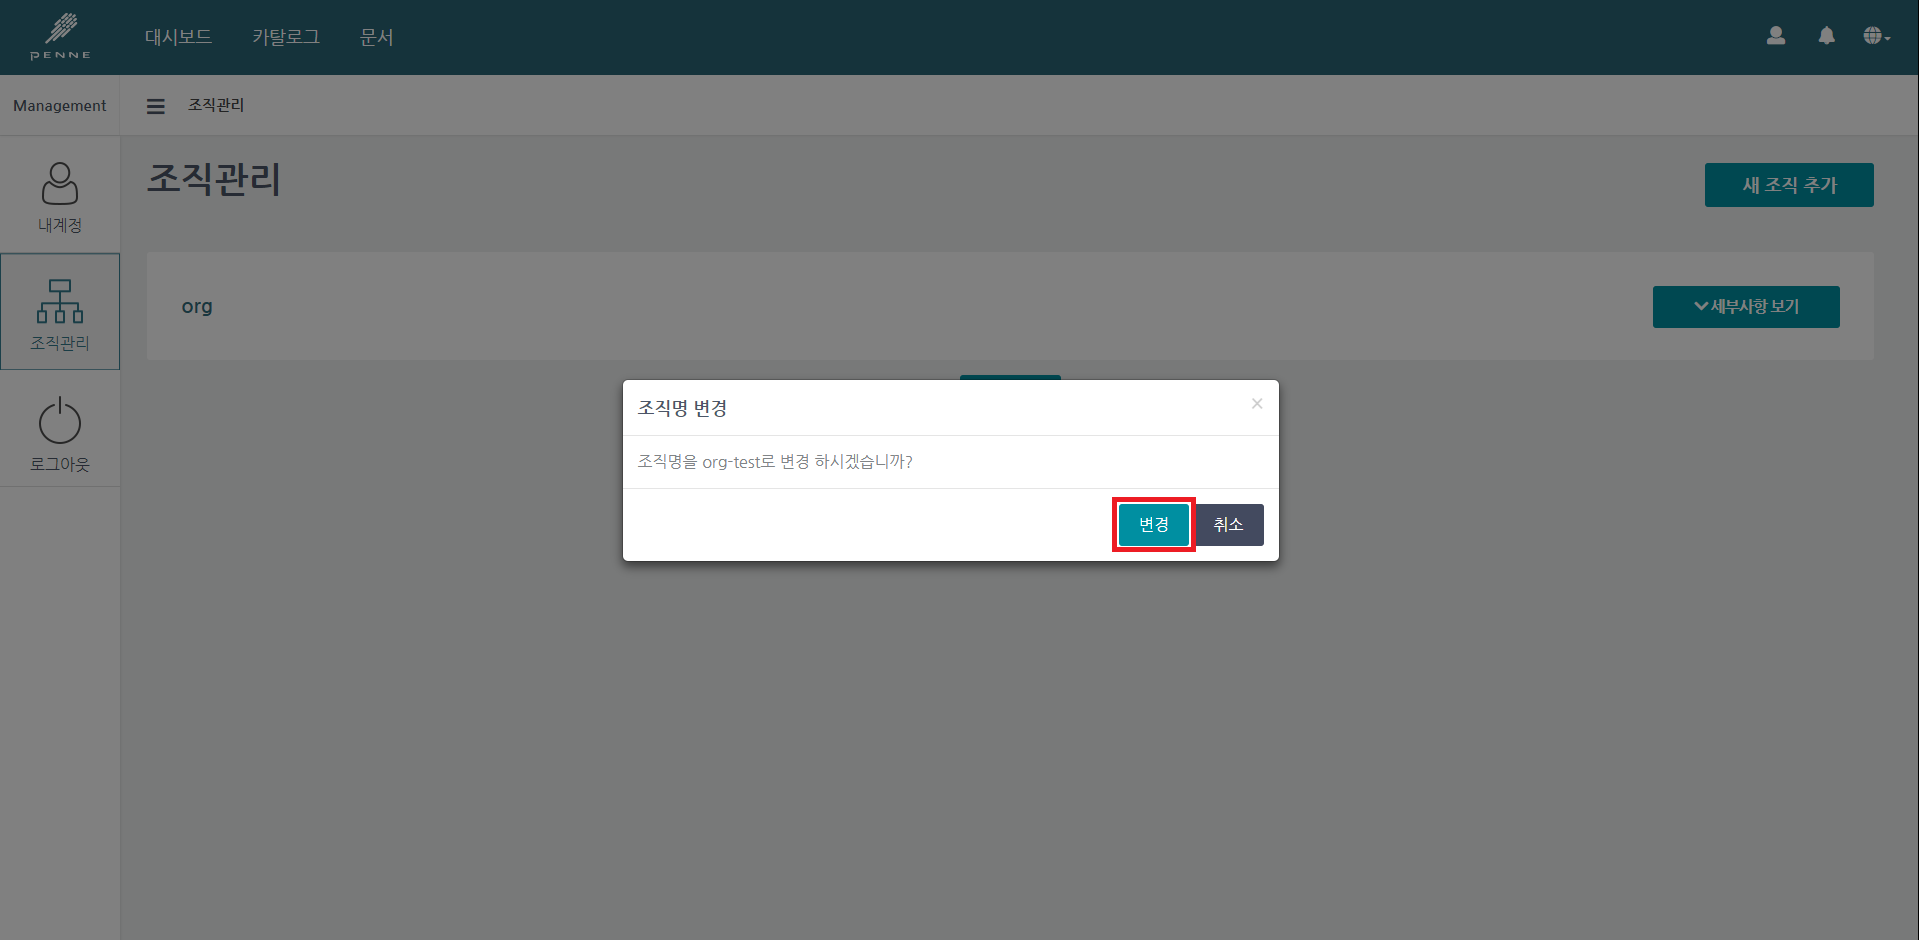 PENNE
대시보드
카탈로그
문서
Management
조직관리
조직관리
새 조직 추가
내계정
조직관리
로그아웃
org
세부사항 보기
조직명 변경
×
조직명을 org-test로 변경 하시겠습니까?
변경
취소